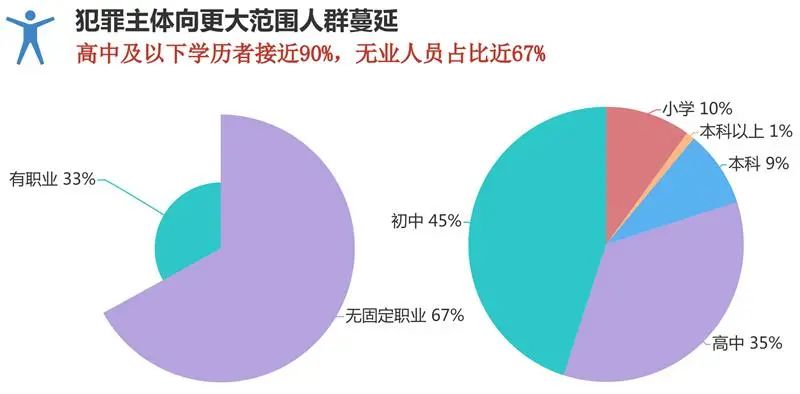 犯罪主体向更大范围人群蔓延
高中及以下学历者接近90%，无业人员占比近67%
有职业 33%
无固定职业 67%
小学 10%
本科以上 1%
本科 9%
初中 45%
高中 35%